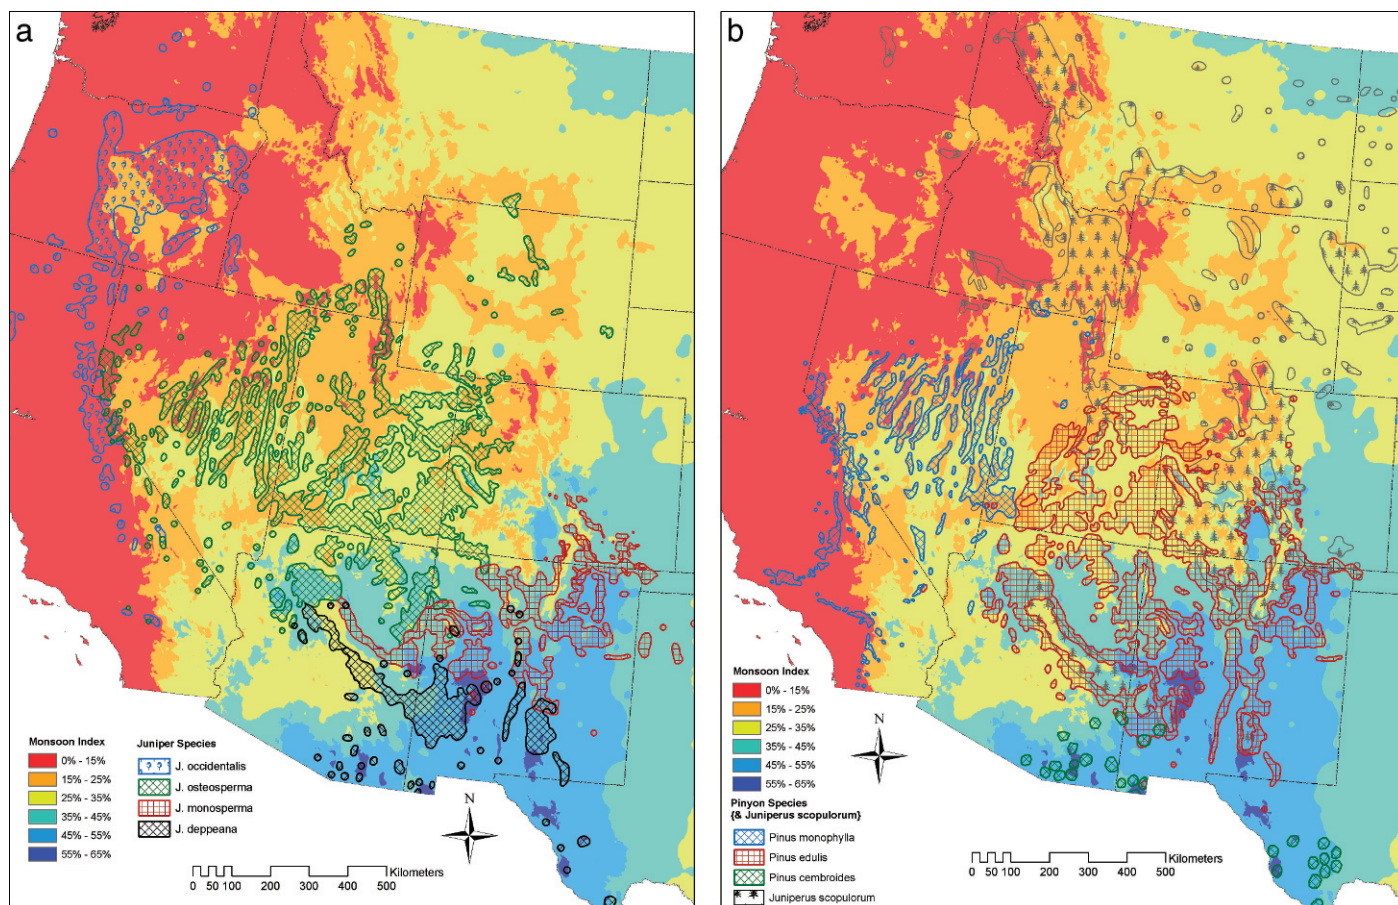 a
Monsoon Index
0% - 15%
15% - 25%
25% - 35%
35% - 45%
45% - 55%
55% - 65%
Juniper Species
? ? J. occidentalis
J. osteosperma
J. monosperma
J. deppeana
N
Kilometers
0 50 100 200 300 400 500
b
Monsoon Index
0% - 15%
15% - 25%
25% - 35%
35% - 45%
45% - 55%
55% - 65%
Pinyon Species
{& Juniperus scopulorum}
Pinus monophylla
Pinus edulis
Pinus cembroides
Juniperus scopulorum
N
Kilometers
0 50 100 200 300 400 500